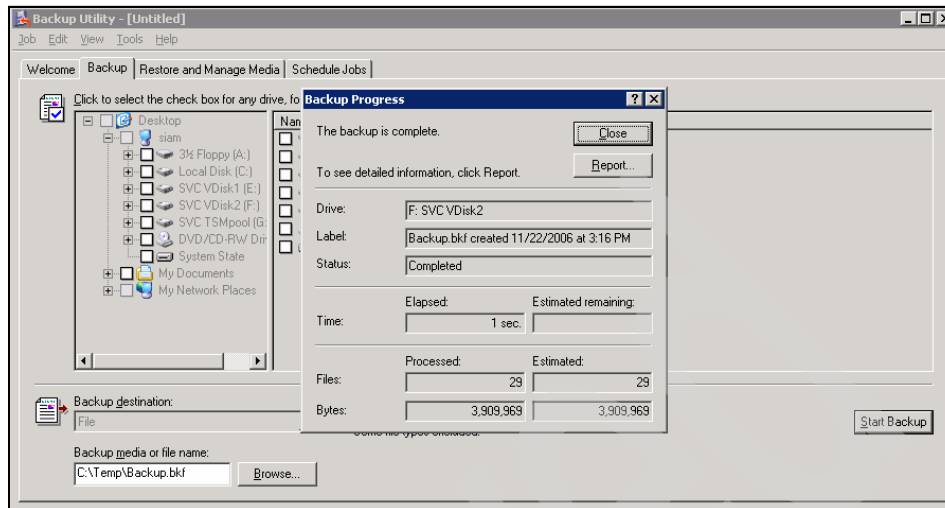 Backup Utility - [Untitled]
Job Edit View Tools Help
Welcome Backup Restore and Manage Media Schedule Jobs
Click to select the check box for any drive, fo
Desktop
siam
3½ Floppy (A:)
Local Disk (C:)
SVC VDisk1 (E:)
SVC VDisk2 (F:)
SVC TSMpool (G:
DVD/CD-RW Dri
System State
My Documents
My Network Places
Nan
Backup Progress
The backup is complete.
Close
To see detailed information, click Report.
Report...
Drive: F: SVC VDisk2
Label: Backup.bkf created 11/22/2006 at 3:16 PM
Status: Completed
Elapsed: Estimated remaining:
Time: 1 sec.
Processed: Estimated:
Files: 29 29
Bytes: 3,909,969 3,909,969
Backup destination:
File
Start Backup
Backup media or file name:
C:\Temp\Backup.bkf Browse...